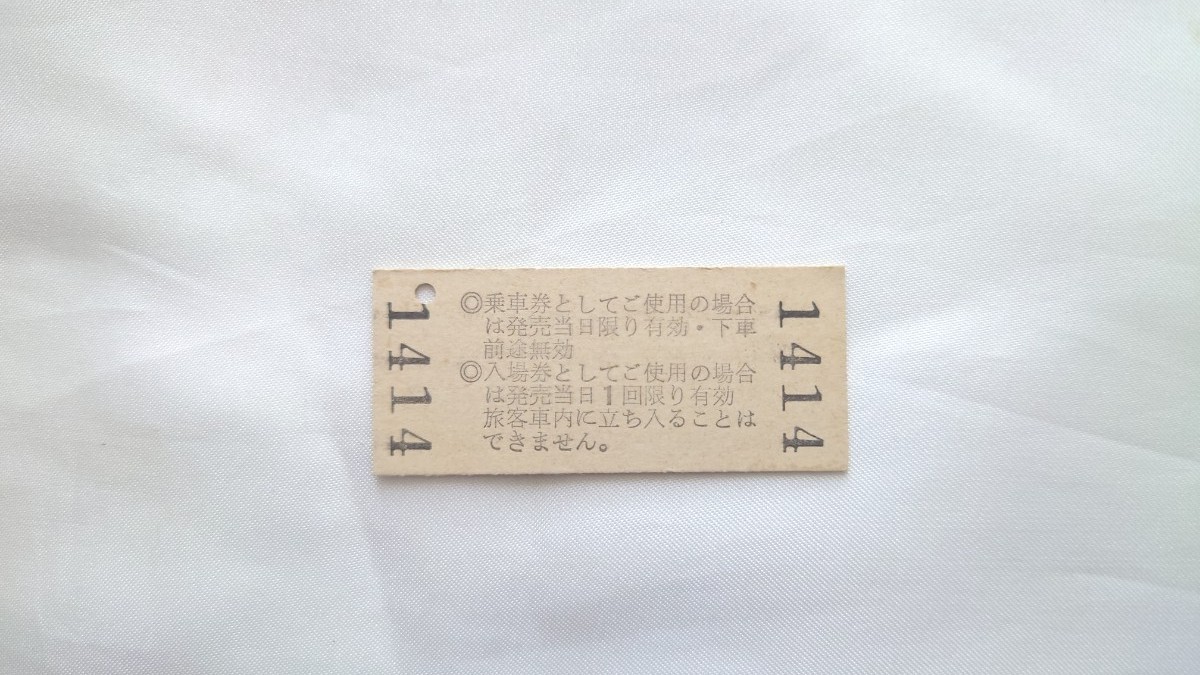 1414
◎乗車券としてご使用の場合
は発売当日限り有効・下車
前途無効
◎入場券としてご使用の場合
は発売当日1回限り有効
旅客車内に立ち入ることは
できません。
1414